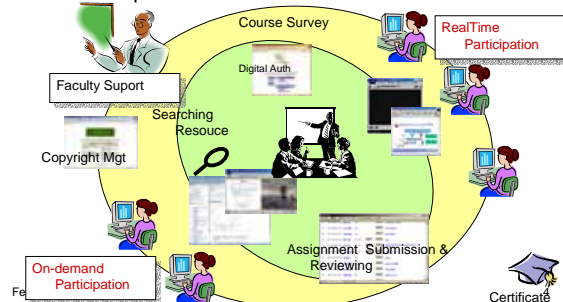 Course Survey
RealTime
Participation
Digital Auth
Faculty Suport
Searching
Resouce
Copyright Mgt
Assignment Submission &
Reviewing
On-demand
Participation
Fe
Certificate